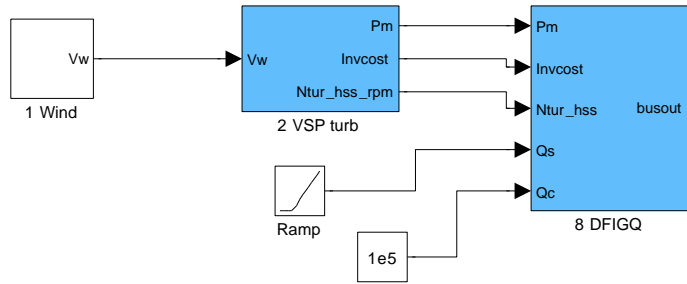 Vw
1 Wind
Vw
Pm
Invcost
Ntur_hss_rpm
2 VSP turb
Pm
Invcost
Ntur_hss
Qs
Qc
busout
8 DFIGQ
Ramp
1e5